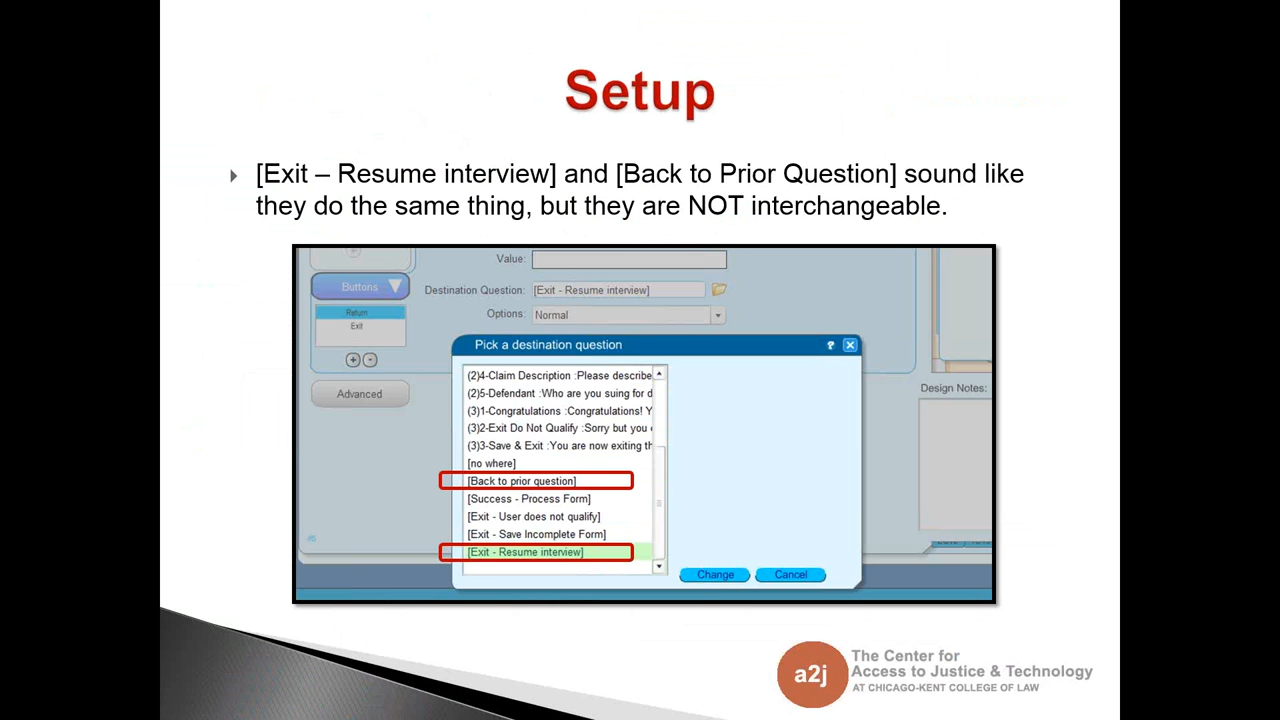 Setup
[Exit – Resume interview] and [Back to Prior Question] sound like
they do the same thing, but they are NOT interchangeable.
Value:
Buttons
Destination Question: [Exit - Resume interview]
Return
Options: Normal
Exit
Pick a destination question
(2)4-Claim Description :Please describe
Advanced
Design Notes:
(2)5-Defendant :Who are you suing for d
(3)1-Congratulations :Congratulations! Y
(3)2-Exit Do Not Qualify :Sorry but you
(3)3-Save & Exit :You are now exiting th
[no where]
[Back to prior question]
[Success - Process Form]
[Exit - User does not qualify]
[Exit - Save Incomplete Form]
[Exit - Resume interview]
Change Cancel
a2j
The Center for
Access to Justice & Technology
AT CHICAGO-KENT COLLEGE OF LAW